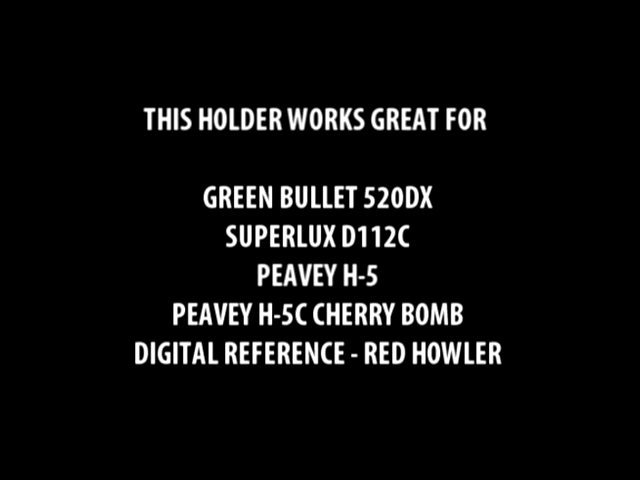 THIS HOLDER WORKS GREAT FOR
GREEN BULLET 520DX
SUPERLUX D112C
PEAVEY H-5
PEAVEY H-5C CHERRY BOMB
DIGITAL REFERENCE - RED HOWLER